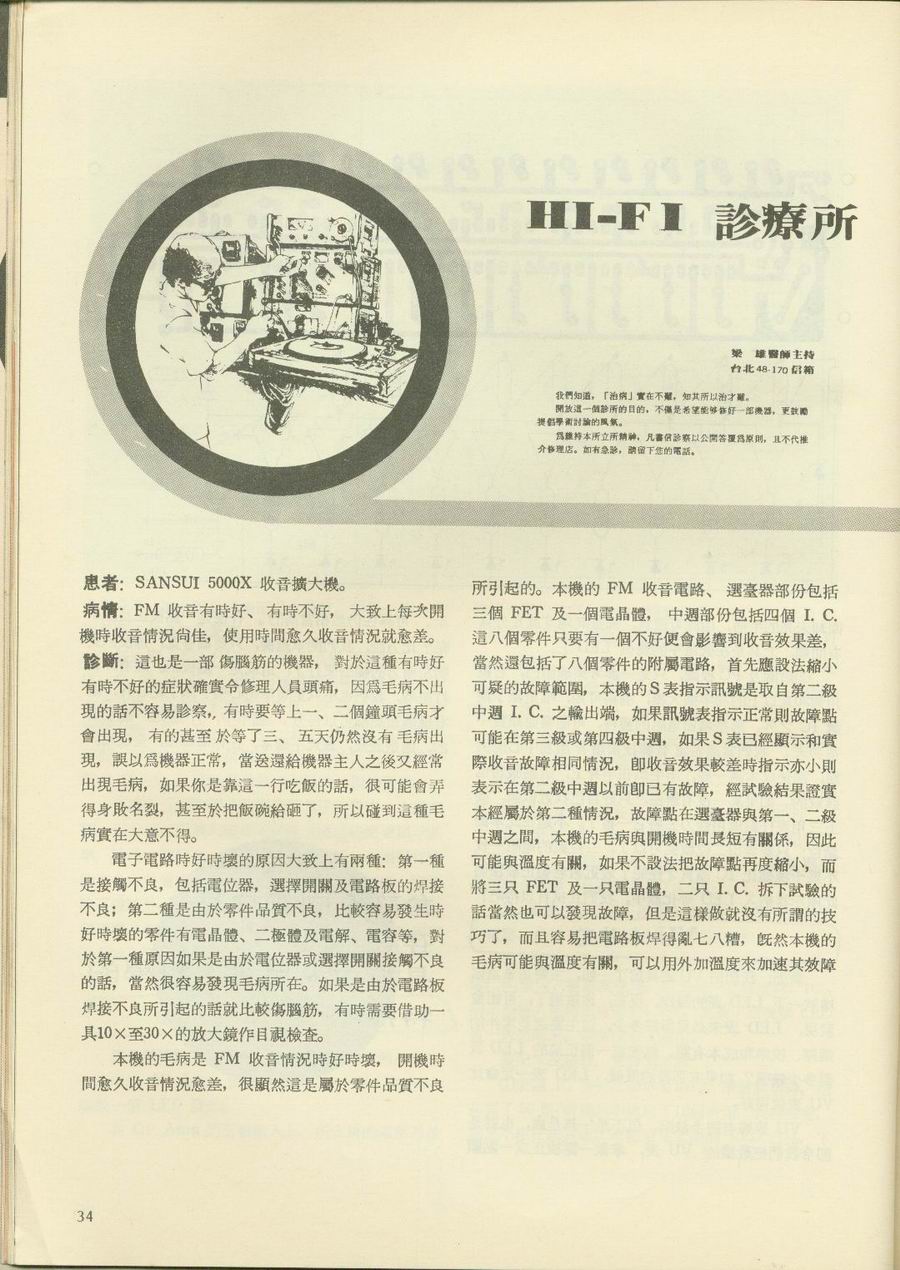 HI-FI 診療所
梁 雄醫師主持
台北48-170信箱
我們知道，「治病」實在不難，知其所以治才難。
開放這一個診所的目的，不僅是希望能够修好一部機器，更鼓勵
提倡學術討論的風氣。
爲維持本所立所精神，凡書信診察以公開答覆爲原則，且不代推
介修理店。如有急診，請留下您的電話。
患者：SANSUI 5000X 收音擴大機。
病情：FM 收音有時好、有時不好，大致上每次開
機時收音情況尙佳，使用時間愈久收音情況就愈差。
診斷：這也是一部傷腦筋的機器，對於這種有時好
有時不好的症狀確實令修理人員頭痛，因爲毛病不出
現的話不容易診察，有時要等上一、二個鐘頭毛病才
會出現，有的甚至於等了三、五天仍然沒有毛病出
現，誤以爲機器正常，當送還給機器主人之後又經常
出現毛病，如果你是靠這一行吃飯的話，很可能會弄
得身敗名裂，甚至於把飯碗給砸了，所以碰到這種毛
病實在大意不得。
電子電路時好時壞的原因大致上有兩種：第一種
是接觸不良，包括電位器，選擇開關及電路板的焊接
不良；第二種是由於零件品質不良，比較容易發生時
好時壞的零件有電晶體、二極體及電解、電容等，對
於第一種原因如果是由於電位器或選擇開關接觸不良
的話，當然很容易發現毛病所在。如果是由於電路板
焊接不良所引起的話就比較傷腦筋，有時需要借助一
具10×至30×的放大鏡作目視檢查。
本機的毛病是 FM 收音情況時好時壞，開機時
間愈久收音情況愈差，很顯然這是屬於零件品質不良
所引起的。本機的 FM 收音電路、選臺器部份包括
三個 FET 及一個電晶體，中週部份包括四個 I. C.
這八個零件只要有一個不好便會影響到收音效果差，
當然還包括了八個零件的附屬電路，首先應設法縮小
可疑的故障範圍，本機的S表指示訊號是取自第二級
中週 I. C. 之輸出端，如果訊號表指示正常則故障點
可能在第三級或第四級中週，如果S表已經顯示和實
際收音故障相同情況，卽收音效果較差時指示亦小則
表示在第二級中週以前卽已有故障，經試驗結果證實
本經屬於第二種情況，故障點在選臺器與第一、二級
中週之間，本機的毛病與開機時間長短有關係，因此
可能與溫度有關，如果不設法把故障點再度縮小，而
將三只 FET 及一只電晶體，二只 I. C. 拆下試驗的
話當然也可以發現故障，但是這樣做就沒有所謂的技
巧了，而且容易把電路板焊得亂七八糟，旣然本機的
毛病可能與溫度有關，可以用外加溫度來加速其效障
34